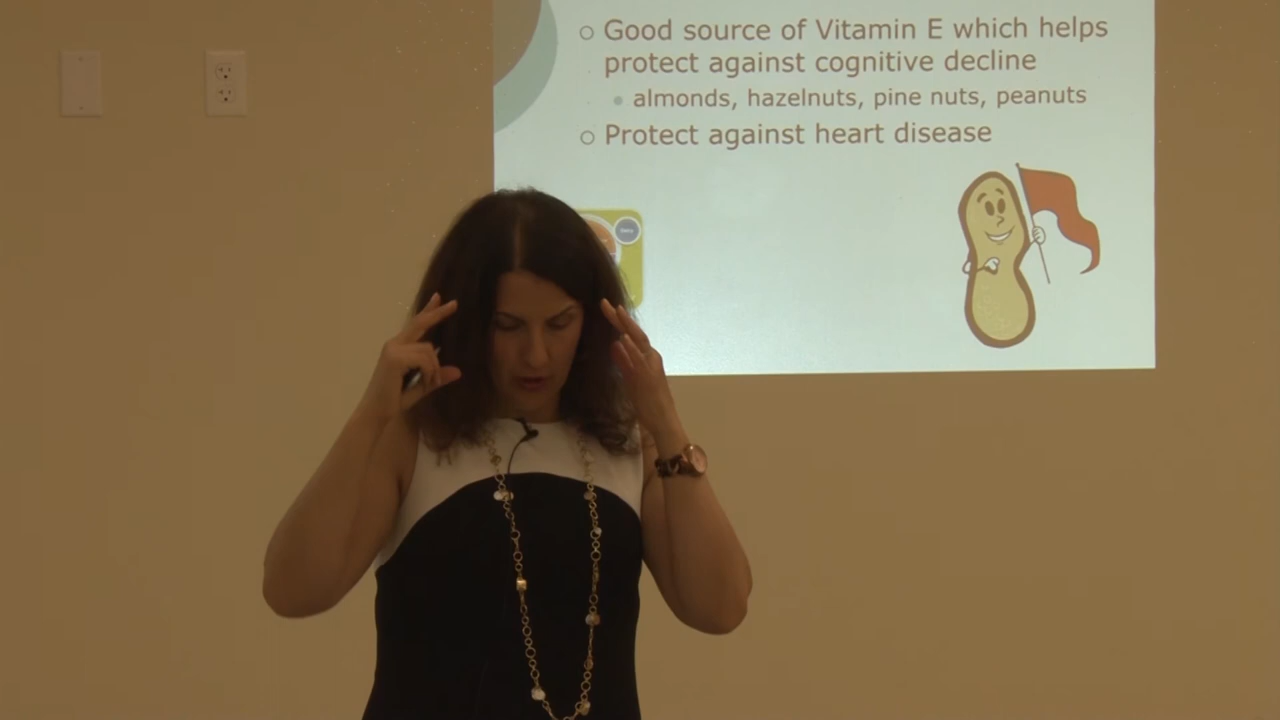 Good source of Vitamin E which helps
protect against cognitive decline
almonds, hazelnuts, pine nuts, peanuts
Protect against heart disease